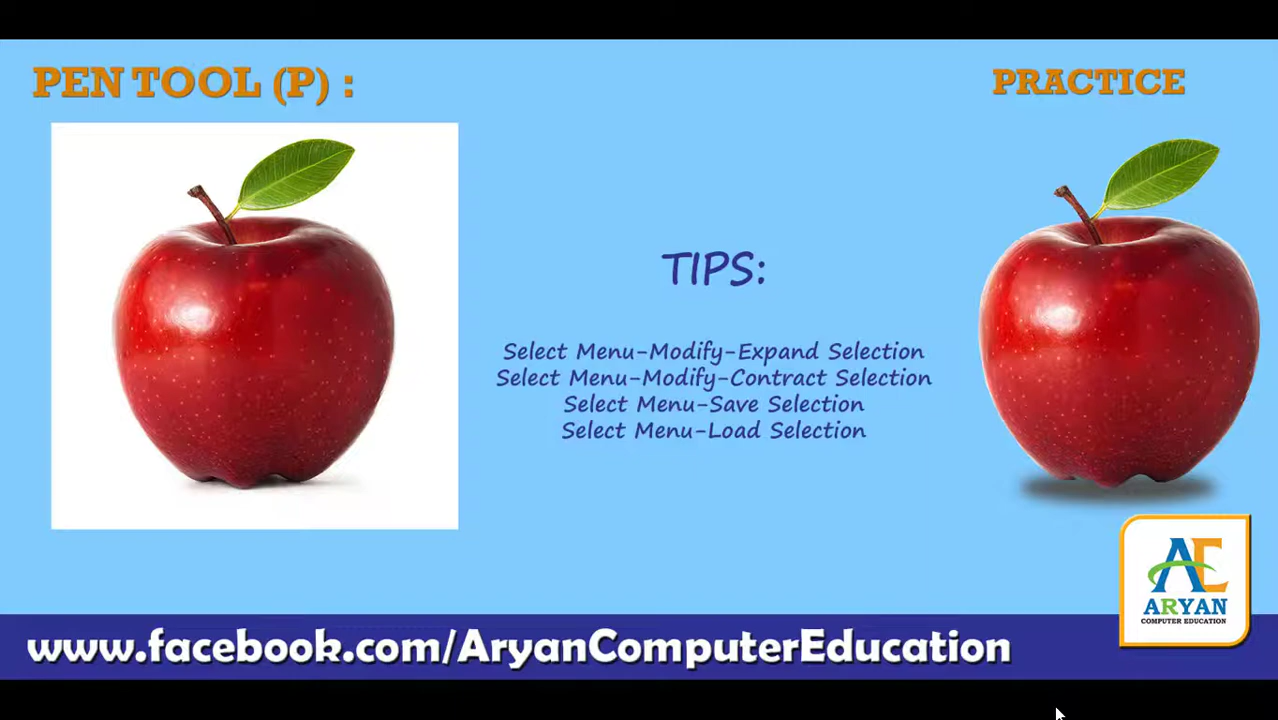 PEN TOOL (P) :
PRACTICE
TIPS:
Select Menu-Modify-Expand Selection
Select Menu-Modify-Contract Selection
Select Menu-Save Selection
Select Menu-Load Selection
AE
ARYAN
COMPUTER EDUCATION
www.facebook.com/AryanComputerEducation